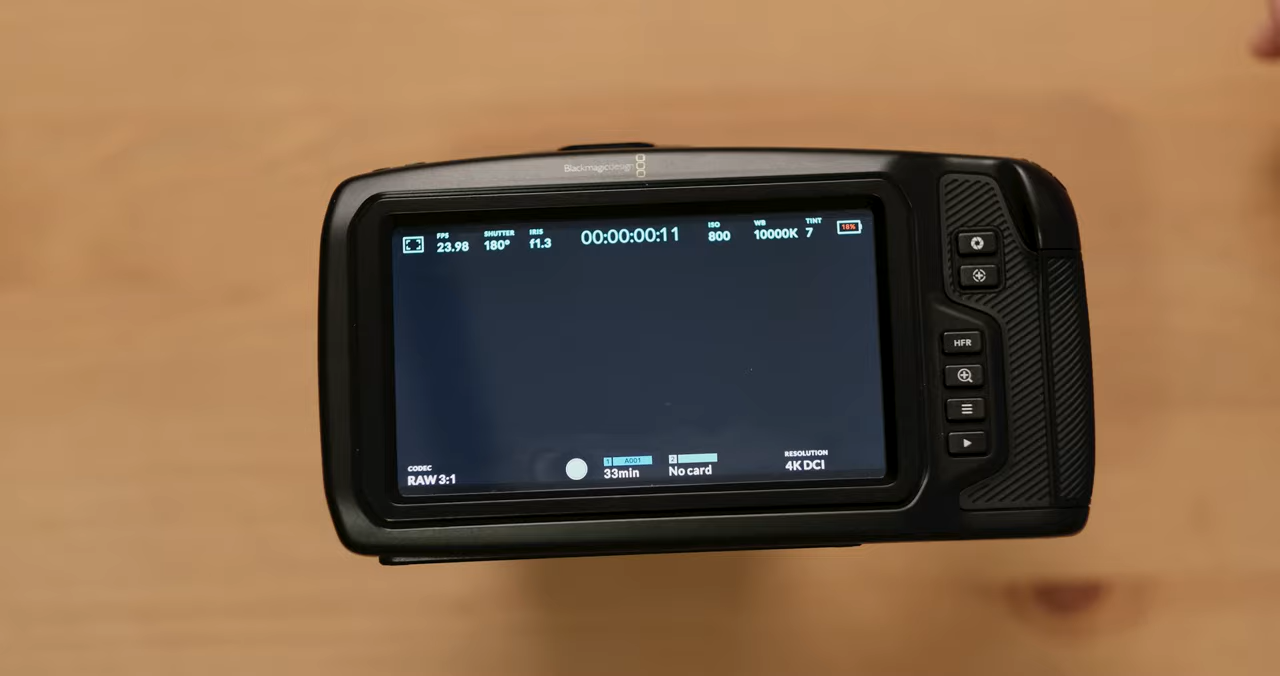 Blackmagicdesign
FPS SHUTTER IRIS ISO WB TINT
23.98 180° f1.3 00:00:00:11 800 10000K 7 18%
HFR
1 A001 2
33min No card
CODEC RESOLUTION
RAW 3:1 4K DCI